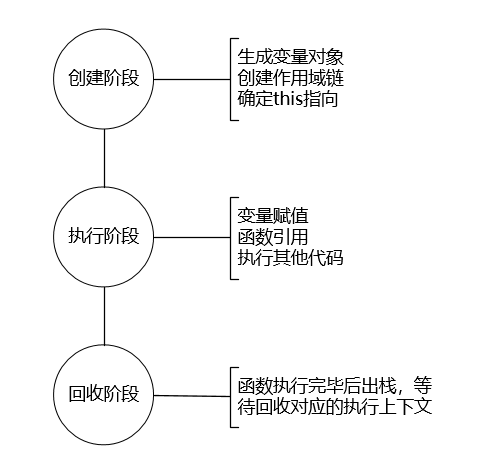 创建阶段
生成变量对象
创建作用域链
确定this指向
执行阶段
变量赋值
函数引用
执行其他代码
回收阶段
函数执行完毕后出栈，等
待回收对应的执行上下文